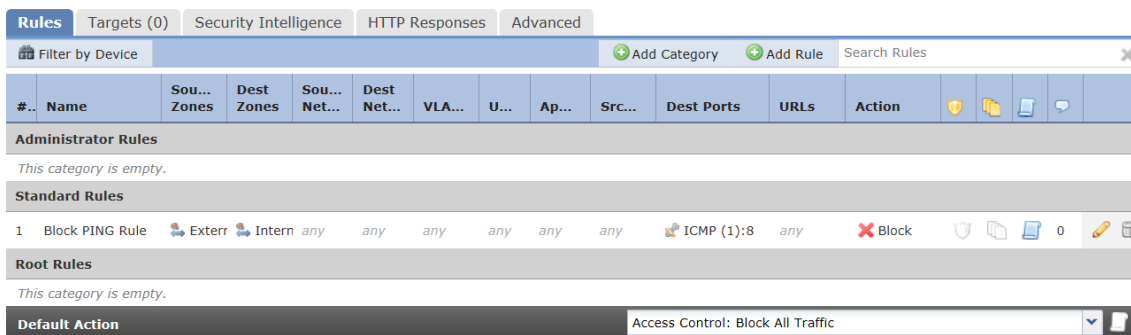 Rules Targets (0) Security Intelligence HTTP Responses Advanced
Filter by Device Add Category Add Rule Search Rules
#.. Name Sou... Zones Dest Zones Sou... Net... Dest Net... VLA... U... Ap... Src... Dest Ports URLs Action
Administrator Rules
This category is empty.
Standard Rules
1 Block PING Rule Extern Intern any any any any any any ICMP (1):8 any Block 0
Root Rules
This category is empty.
Default Action Access Control: Block All Traffic